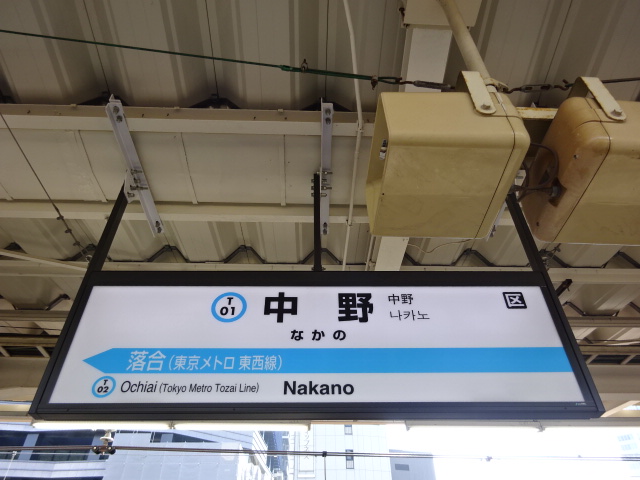 T
01
中野
中野
나카노
区
なかの
落合(東京メトロ 東西線)
T
02
Ochiai (Tokyo Metro Tozai Line)
Nakano